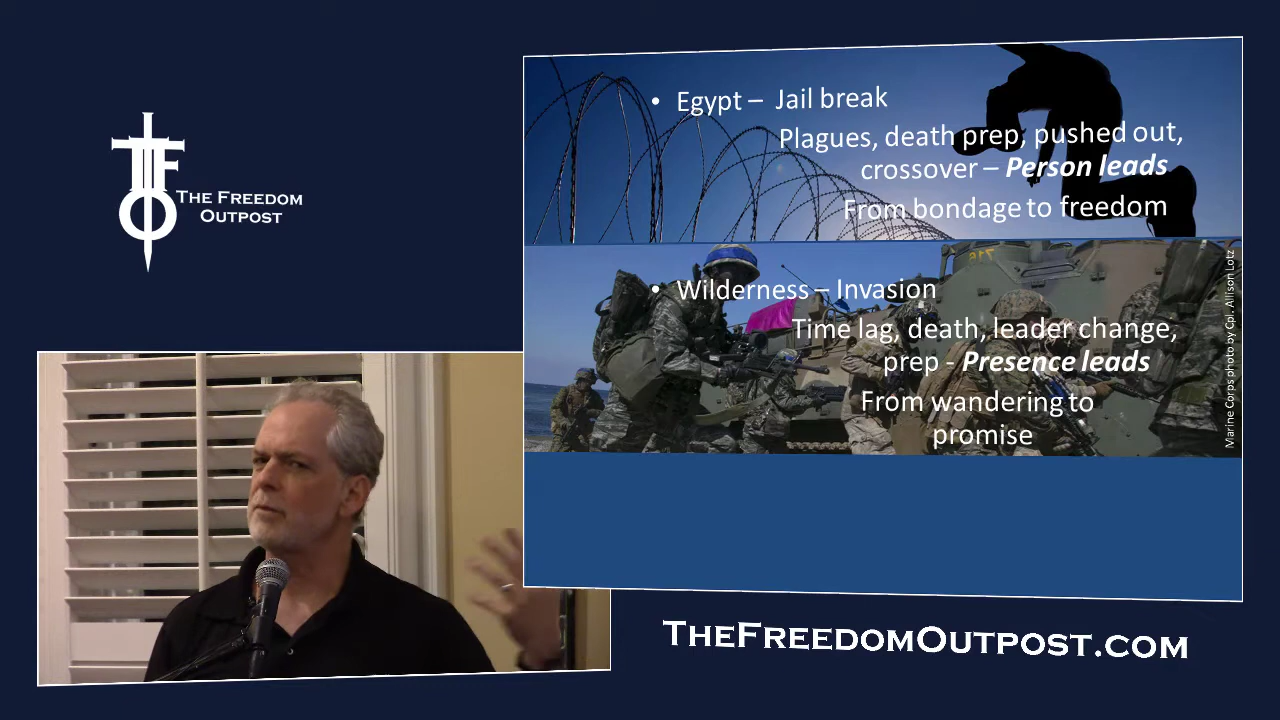 THE FREEDOM
OUTPOST
• Egypt – Jail break
Plagues, death prep, pushed out,
crossover – Person leads
From bondage to freedom
• Wilderness – Invasion
Time lag, death, leader change,
prep - Presence leads
From wandering to
promise
Marine Corps photo by Cpl. Allison Lotz
THEFREEDOMOUTPOST.COM